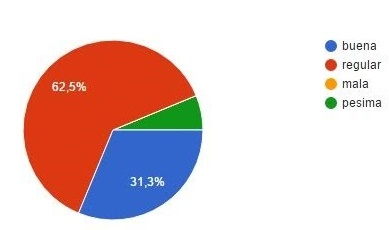 buena
regular
mala
pesima
62,5%
31,3%